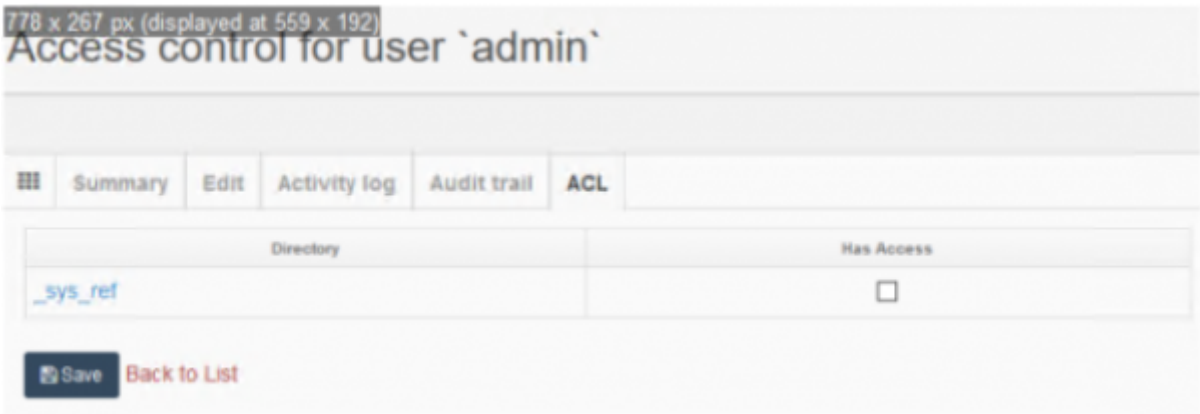 778 x 267 px (displayed at 559 x 192)
Access control for user `admin`
Summary Edit Activity log Audit trail ACL
Directory Has Access
_sys_ref
Save Back to List